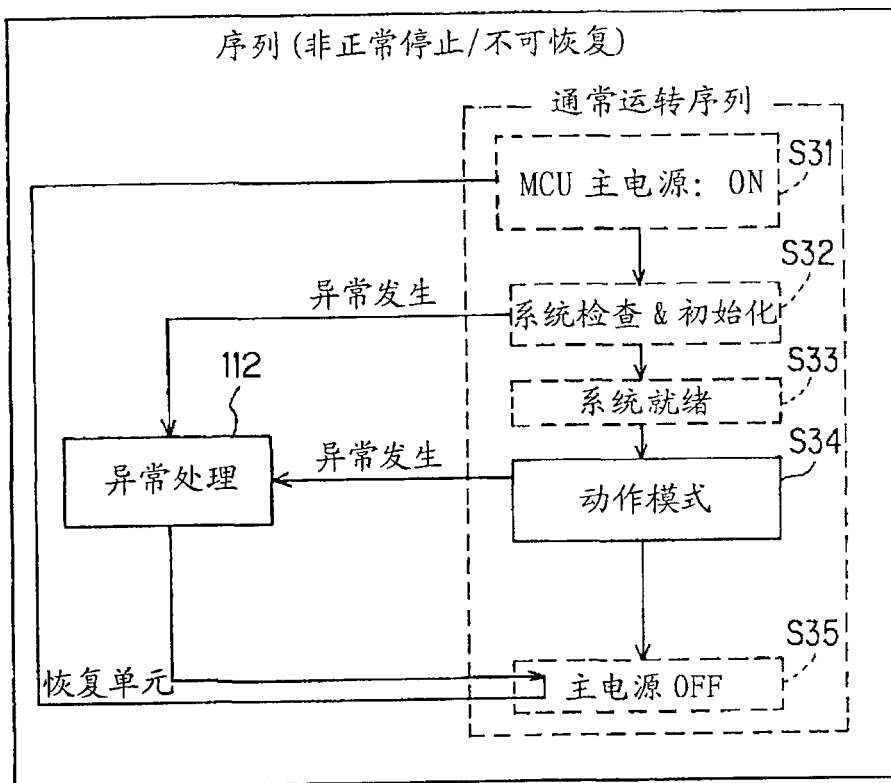 序列(非正常停止/不可恢复)
通常运转序列
S31
MCU 主电源: ON
S32
异常发生
系统检查 & 初始化
S33
系统就绪
112
异常发生
S34
异常处理
动作模式
S35
恢复单元
主电源 OFF